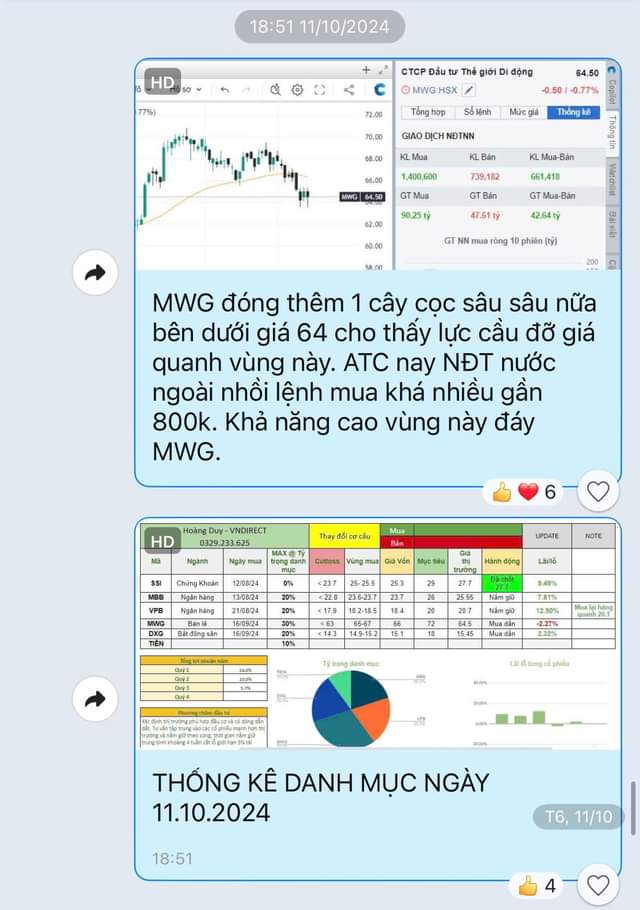 18:51 11/10/2024
HD
Hồ sơ
.77%)
72.00
70.00
68.00
66.00
MWG 64.50
62.00
60.00
58.00
CTCP Đầu tư Thế giới Di động 64.50
MWG:HSX -0.50 / -0.77%
Tổng hợp Sổ lệnh Mức giá Thống kê
GIAO DỊCH NĐTNN
KL Mua KL Bán KL Mua-Bán
1,400,600 739,182 661,418
GT Mua GT Bán GT Mua-Bán
90.25 tỷ 47.61 tỷ 42.64 tỷ
GT NN mua ròng 10 phiên (tỷ)
200
Copilot
Thông tin
Watchlist
Bài viết
MWG đóng thêm 1 cây cọc sâu sâu nữa
bên dưới giá 64 cho thấy lực cầu đỡ giá
quanh vùng này. ATC nay NĐT nước
ngoài nhồi lệnh mua khá nhiều gần
800k. Khả năng cao vùng này đáy
MWG.
6
HD
Hoàng Duy - VNDIRECT
0329.233.625
Thay đổi cơ cấu
Mua
Bán
UPDATE NOTE
Mã Ngành Ngày mua MAX @ Tỷ trọng danh mục Cutloss Vùng mua Giá Vốn Mục tiêu Giá thị trường Hành động Lãi/lỗ
SSI Chứng Khoán 12/08/24 0% < 23.7 25- 25.5 25.3 29 27.7 Đã chốt 27.7 9.49%
MBB Ngân hàng 13/08/24 20% < 22.8 23.6-23.7 23.7 26 25.55 Nắm giữ 7.81%
VPB Ngân hàng 21/08/24 20% < 17.9 18.2-18.5 18.4 20 20.7 Nắm giữ 12.50% Mua lại hàng quanh 20.1
MWG Bán lẻ 16/09/24 30% < 63 65-67 66 72 64.5 Mua dần -2.27%
DXG Bất động sản 16/09/24 20% < 14.3 14.9-15.2 15.1 18 15.45 Mua dần 2.32%
TIỀN 10%
Tổng lợi nhuận năm
Quý 1
Quý 2
Quý 3
Quý 4
Phương châm đầu tư
Tỷ trọng danh mục
Lãi lỗ từng cổ phiếu
THỐNG KÊ DANH MỤC NGÀY
11.10.2024
T6, 11/10
18:51
4